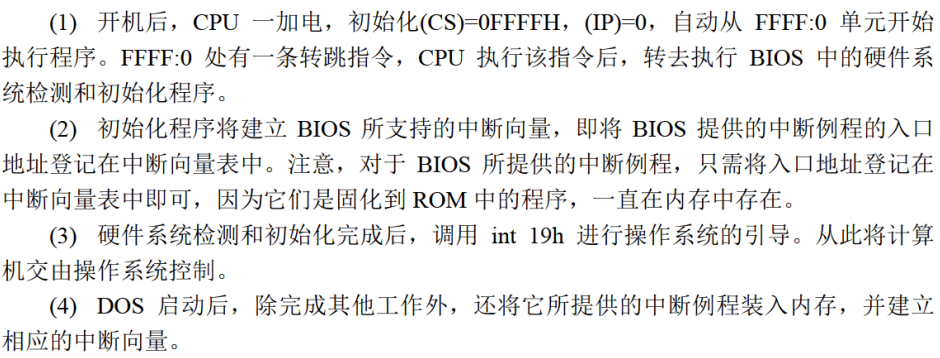 (1) 开机后，CPU 一加电，初始化(CS)=0FFFFH，(IP)=0，自动从 FFFF:0 单元开始
执行程序。FFFF:0 处有一条转跳指令，CPU 执行该指令后，转去执行 BIOS 中的硬件系
统检测和初始化程序。
(2) 初始化程序将建立 BIOS 所支持的中断向量，即将 BIOS 提供的中断例程的入口
地址登记在中断向量表中。注意，对于 BIOS 所提供的中断例程，只需将入口地址登记在
中断向量表中即可，因为它们是固化到 ROM 中的程序，一直在内存中存在。
(3) 硬件系统检测和初始化完成后，调用 int 19h 进行操作系统的引导。从此将计算
机交由操作系统控制。
(4) DOS 启动后，除完成其他工作外，还将它所提供的中断例程装入内存，并建立
相应的中断向量。